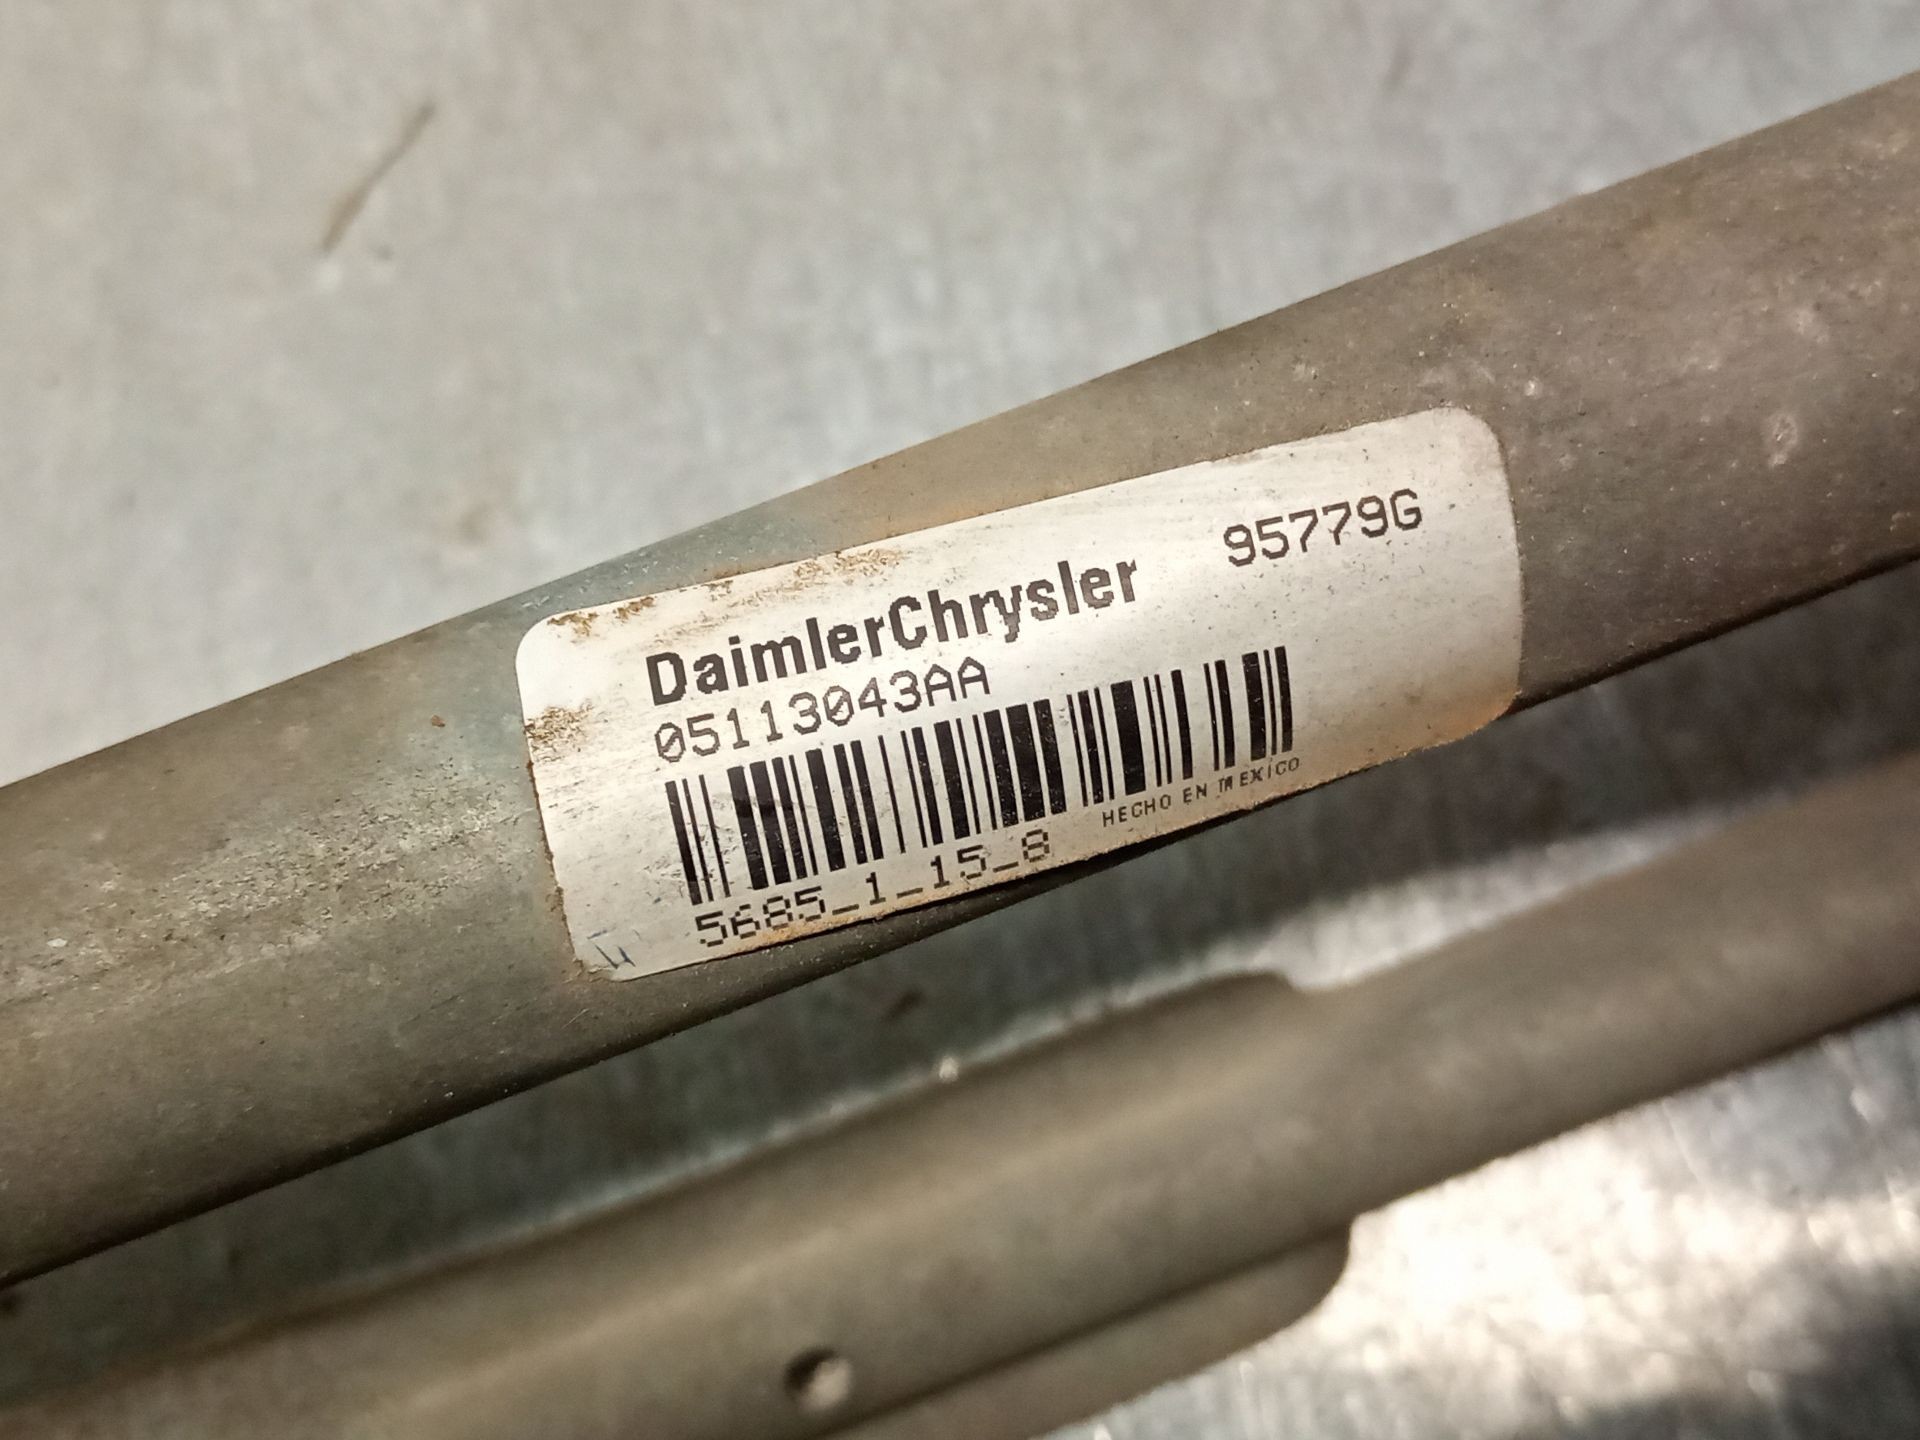 95779G
DaimlerChrysler
05113043AA
HECHO EN MEXICO
5685_1_15_8